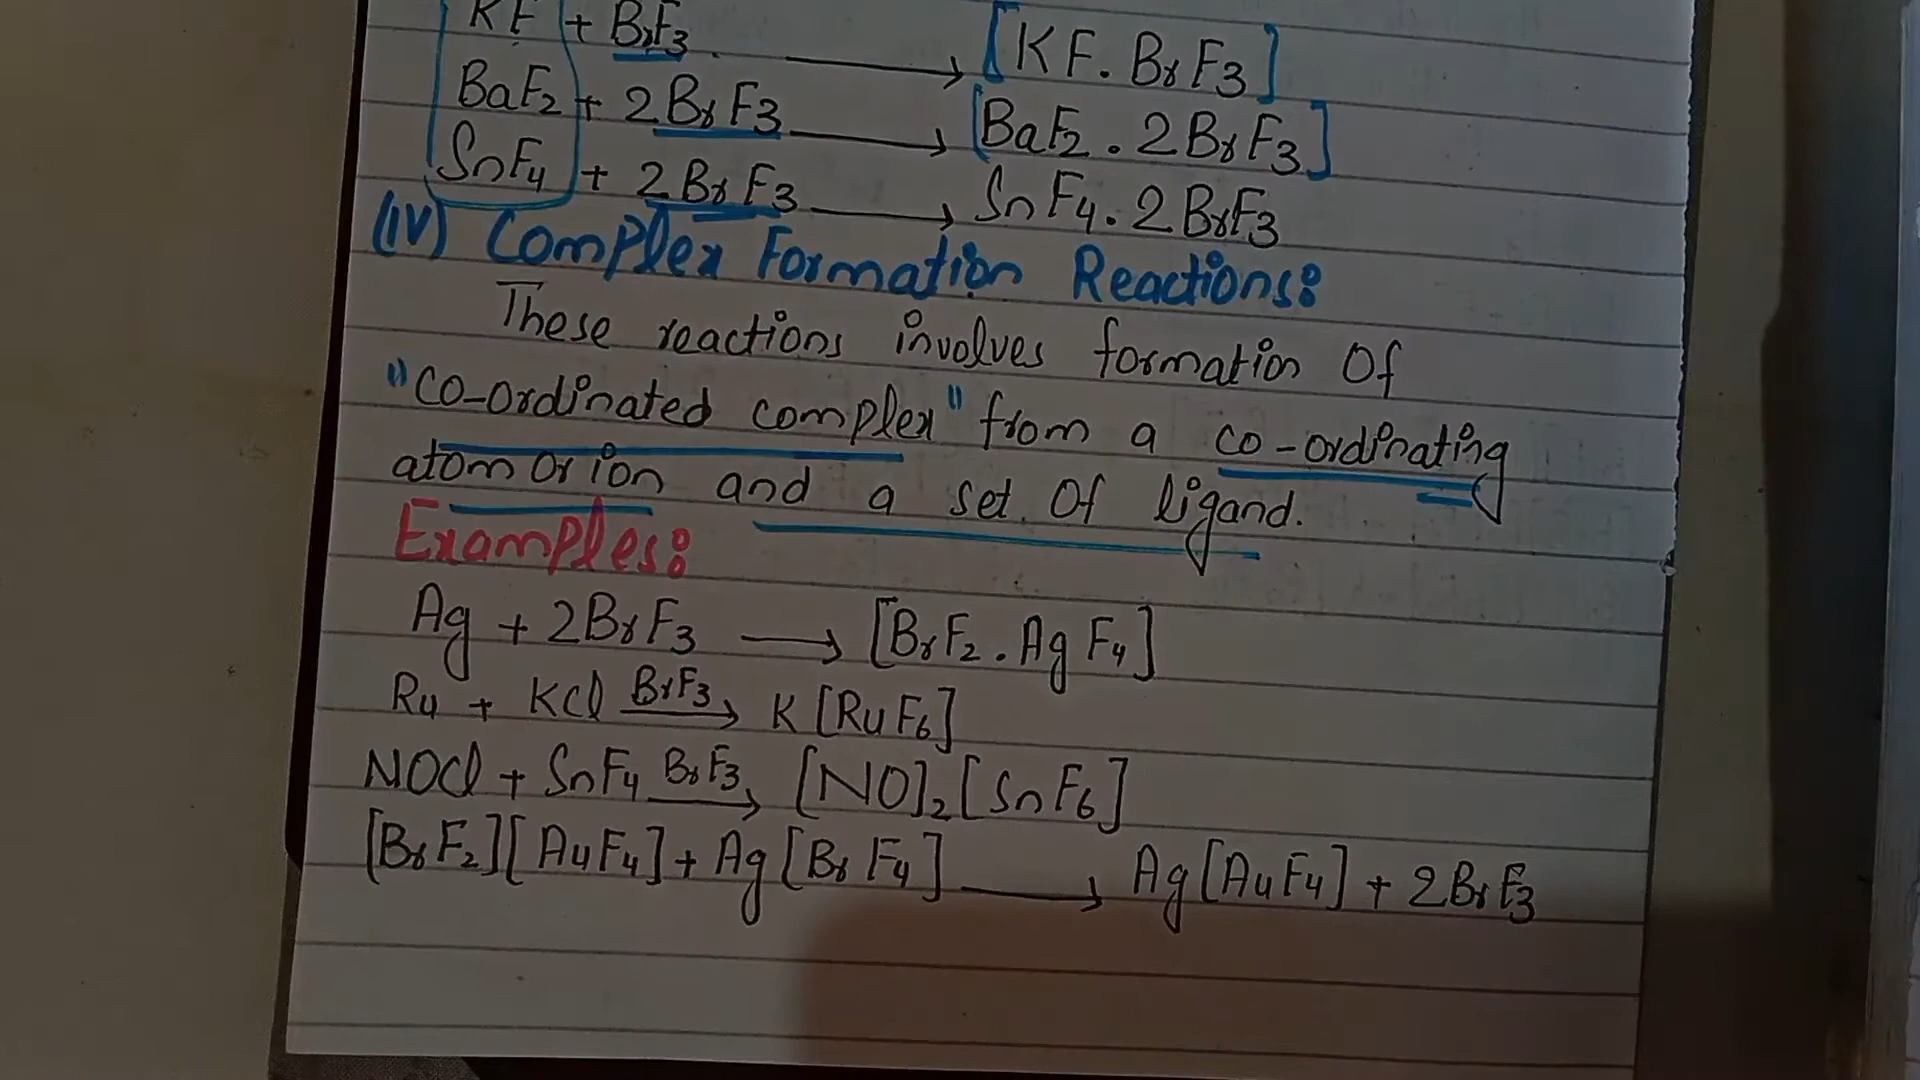 KF + BrF3 ⟶ [KF. BrF3]
BaF2 + 2BrF3 ⟶ [BaF2 . 2BrF3]
SnF4 + 2BrF3 ⟶ SnF4. 2BrF3
(IV) Complex Formation Reactions:
These reactions involves formation Of
"Co-ordinated complex" from a co-ordinating
atom or ion and a set Of ligand.
Examples:
Ag + 2BrF3 ⟶ [BrF2 . AgF4]
Ru + KCl BrF3⟶ K[RuF6]
NOCl + SnF4 BrF3⟶ [NO]2[SnF6]
[BrF2][AuF4] + Ag[BrF4] ⟶ Ag[AuF4] + 2BrF3